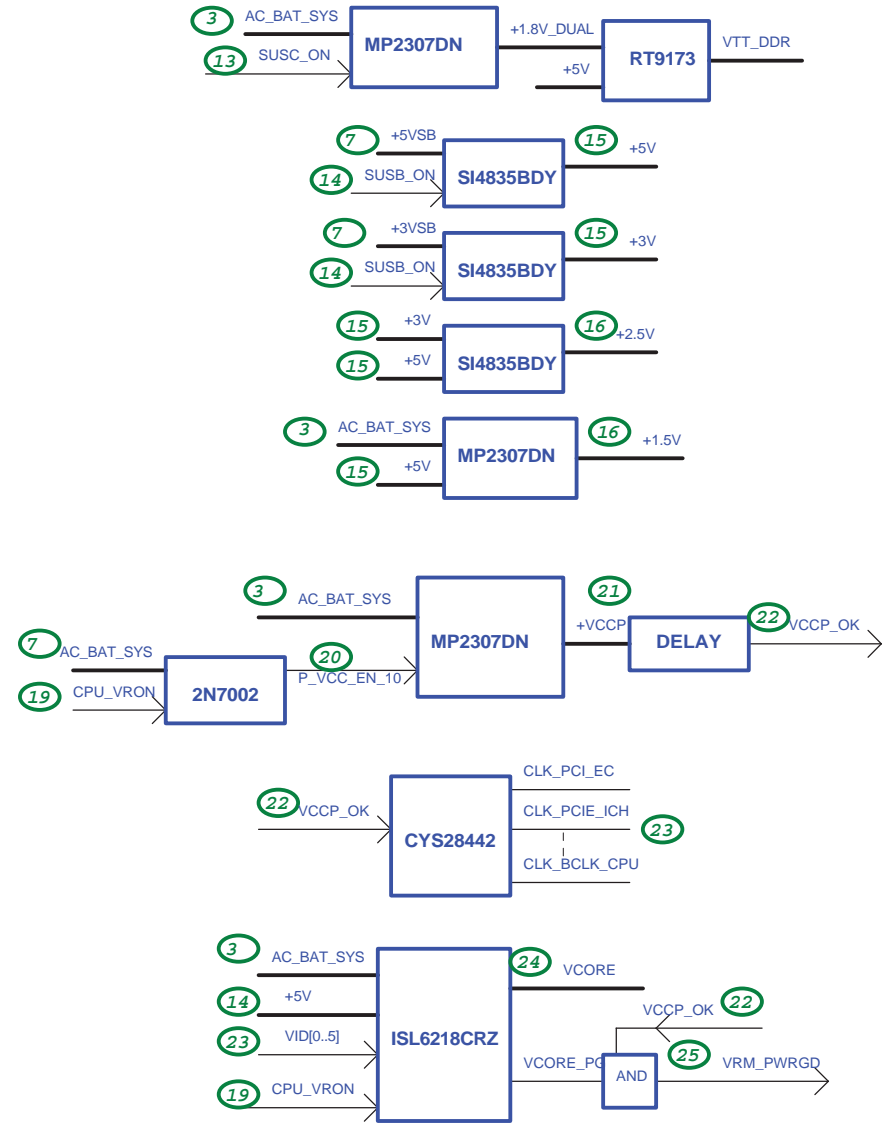 3 AC_BAT_SYS
13 SUSC_ON
MP2307DN
+1.8V_DUAL
+5V
RT9173
VTT_DDR
7 +5VSB
14 SUSB_ON
SI4835BDY
15 +5V
7 +3VSB
14 SUSB_ON
SI4835BDY
15 +3V
15 +3V
15 +5V
SI4835BDY
16 +2.5V
3 AC_BAT_SYS
15 +5V
MP2307DN
16 +1.5V
3 AC_BAT_SYS
7 AC_BAT_SYS
19 CPU_VRON
2N7002
20
P_VCC_EN_10
MP2307DN
21
+VCCP
DELAY
22 VCCP_OK
22 VCCP_OK
CYS28442
CLK_PCI_EC
CLK_PCIE_ICH
23
CLK_BCLK_CPU
3 AC_BAT_SYS
14 +5V
23 VID[0..5]
19 CPU_VRON
ISL6218CRZ
24 VCORE
VCCP_OK 22
VCORE_PG
AND
25
VRM_PWRGD